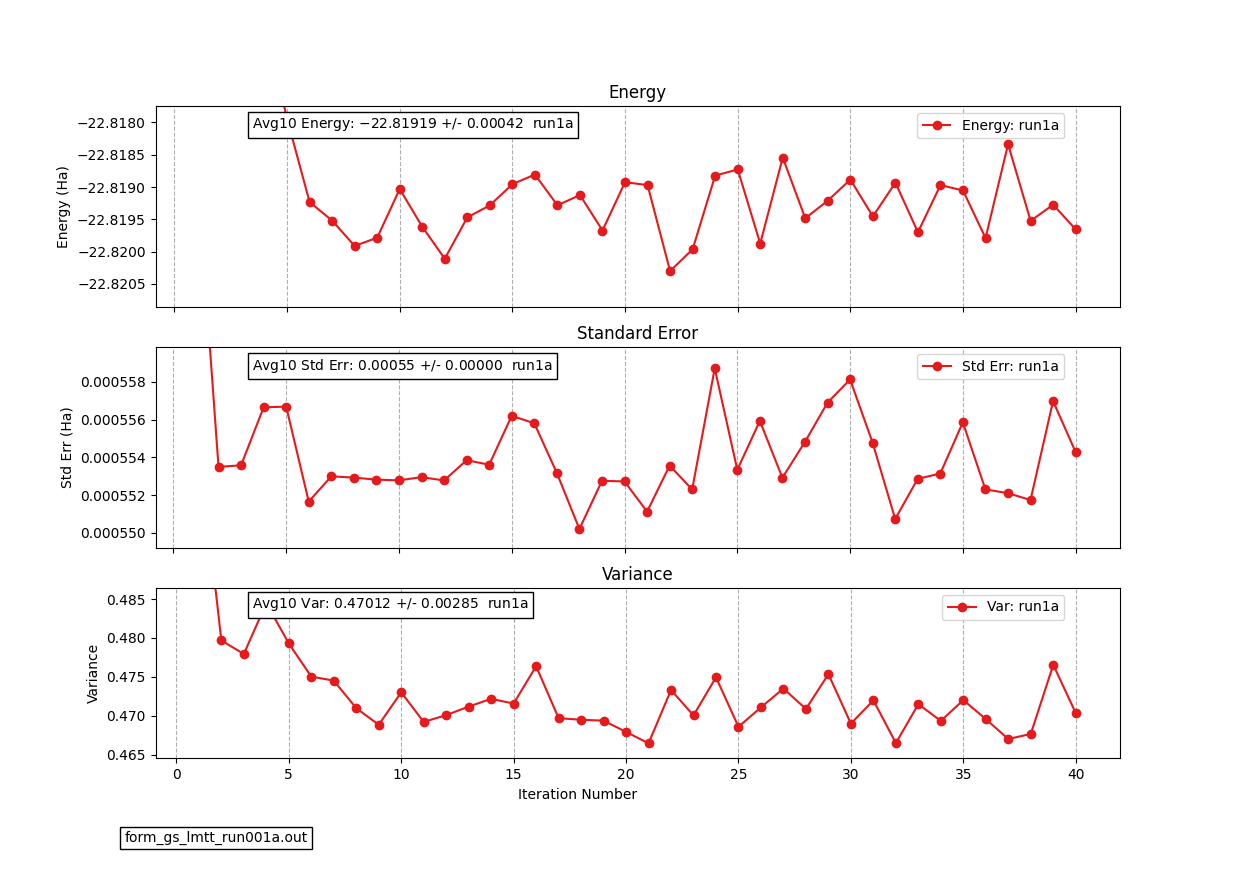 Energy
Avg10 Energy: −22.81919 +/- 0.00042  run1a
Energy: run1a
−22.8180
−22.8185
−22.8190
−22.8195
−22.8200
−22.8205
Energy (Ha)
Standard Error
Avg10 Std Err: 0.00055 +/- 0.00000  run1a
Std Err: run1a
0.000558
0.000556
0.000554
0.000552
0.000550
Std Err (Ha)
Variance
Avg10 Var: 0.47012 +/- 0.00285  run1a
Var: run1a
0.485
0.480
0.475
0.470
0.465
Variance
0 5 10 15 20 25 30 35 40
Iteration Number
form_gs_lmtt_run001a.out